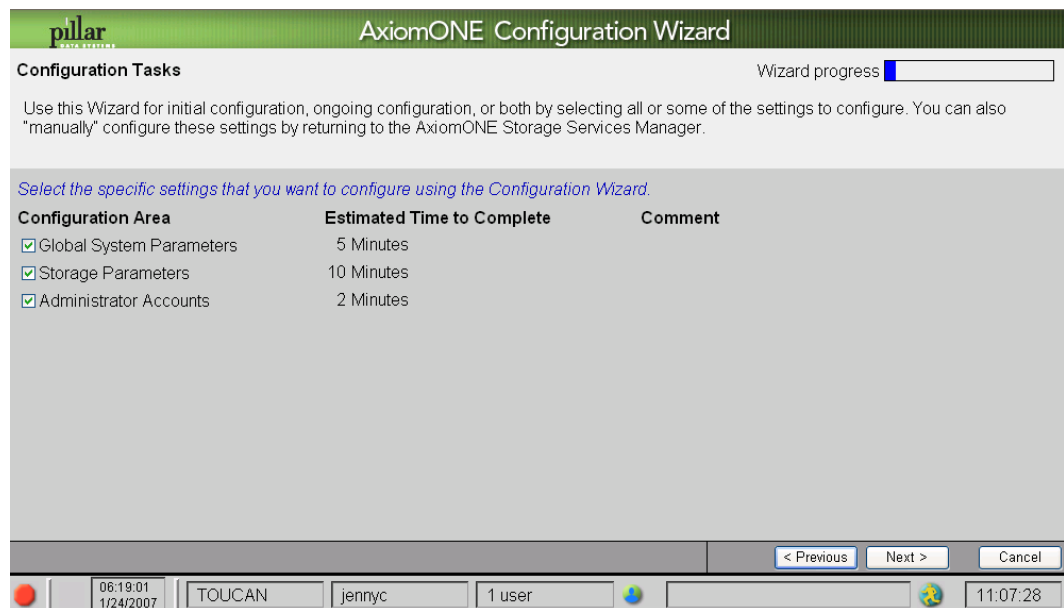 pillar
DATA SYSTEMS
AxiomONE Configuration Wizard
Configuration Tasks
Wizard progress
Use this Wizard for initial configuration, ongoing configuration, or both by selecting all or some of the settings to configure. You can also
"manually" configure these settings by returning to the AxiomONE Storage Services Manager.
Select the specific settings that you want to configure using the Configuration Wizard.
Configuration Area Estimated Time to Complete Comment
Global System Parameters 5 Minutes
Storage Parameters 10 Minutes
Administrator Accounts 2 Minutes
< Previous Next > Cancel
06:19:01
1/24/2007
TOUCAN jennyc 1 user 11:07:28